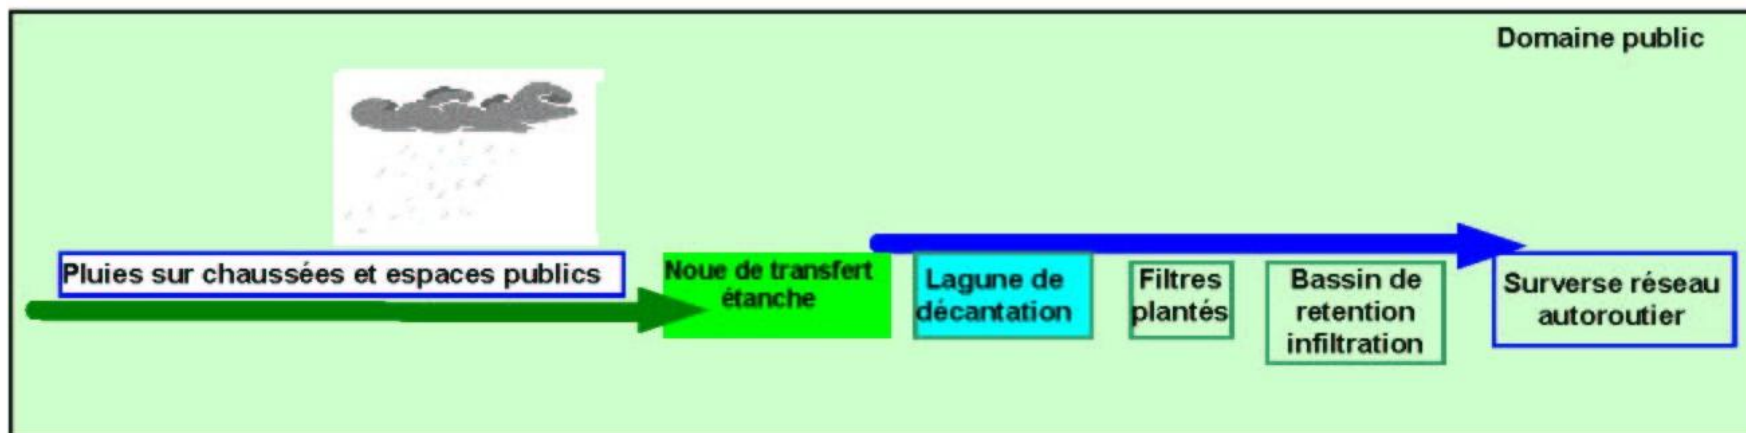 Domaine public
Pluies sur chaussées et espaces publics
Noue de transfert
étanche
Lagune de
décantation
Filtres
plantés
Bassin de
retention
infiltration
Surverse réseau
autoroutier